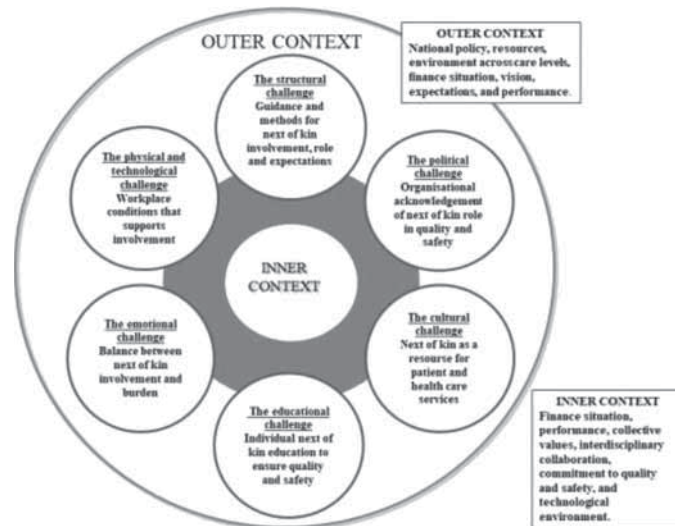 OUTER CONTEXT
OUTER CONTEXT
National policy, resources,
environment acrosscare levels,
finance situation, vision,
expectations, and performance.
The structural
challenge
Guidance and
methods for
next of kin
involvement, role
and expectations
The physical and
technological
challenge
Workplace
conditions that
supports
involvement
The political
challenge
Organisational
acknowledgement
of next of kin role
in quality and
safety
INNER
CONTEXT
The emotional
challenge
Balance between
next of kin
involvement and
burden
The cultural
challenge
Next of kin as a
resourse for
patient and
health care
services
The educational
challenge
Individual next of
kin education to
ensure quality
and safety
INNER CONTEXT
Finance situation,
performance, collective
values, interdisciplinary
collaboration,
commitment to quality
and safety, and
technological
environment.